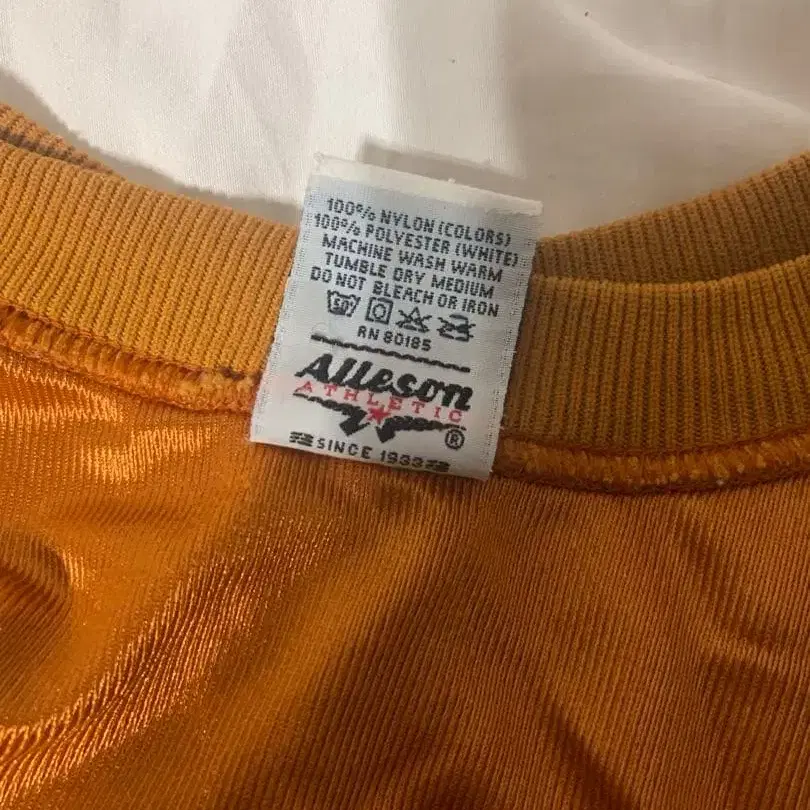 100% NYLON (COLORS)
100% POLYESTER (WHITE)
MACHINE WASH WARM
TUMBLE DRY MEDIUM
DO NOT BLEACH OR IRON
50°
RN 80185
Alleson
ATHLETIC
®
SINCE 1933